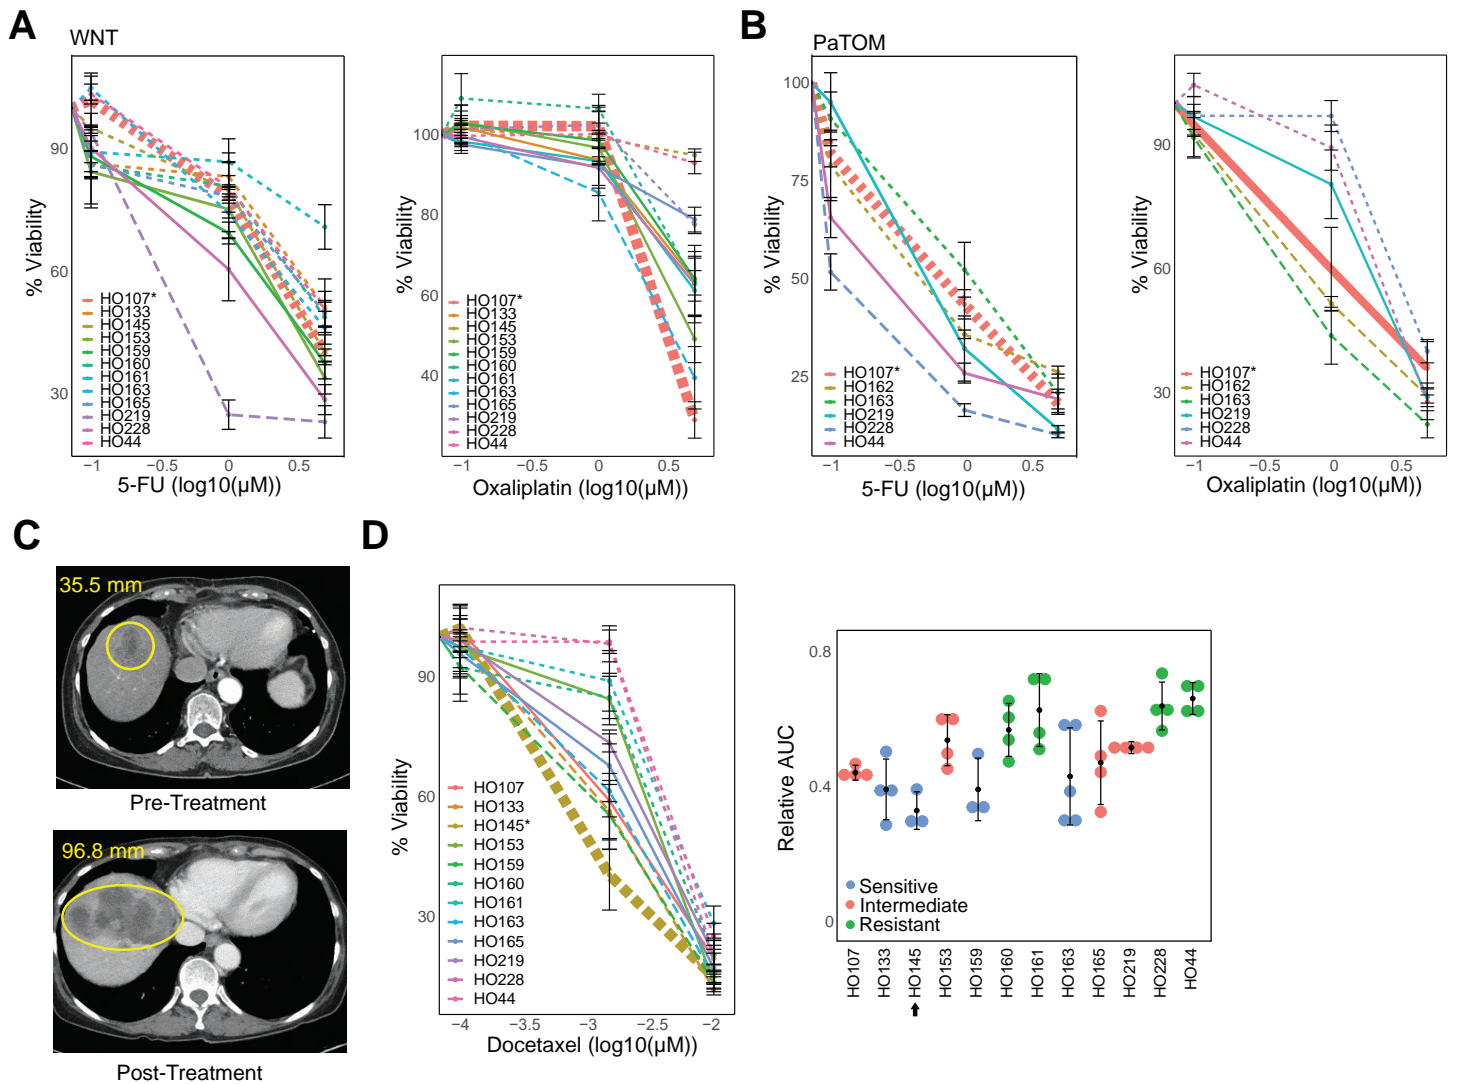 A
WNT
% Viability
90
60
30
HO107*
HO133
HO145
HO153
HO159
HO160
HO161
HO163
HO165
HO219
HO228
HO44
−1 0 0.5
5-FU (log10(µM))
% Viability
100
80
60
40
HO107*
HO133
HO145
HO153
HO159
HO160
HO161
HO163
HO165
HO219
HO228
HO44
−1 0 0.5
Oxaliplatin (log10(µM))
B
PaTOM
% Viability
100
75
50
25
HO107*
HO162
HO163
HO219
HO228
HO44
−1 −0.5 0 0.5
5-FU (log10(µM))
% Viability
90
60
30
HO107*
HO162
HO163
HO219
HO228
HO44
−1 −0.5 0 0.5
Oxaliplatin (log10(µM))
C
35.5 mm
Pre-Treatment
96.8 mm
Post-Treatment
D
% Viability
90
60
30
HO107
HO133
HO145*
HO153
HO159
HO160
HO161
HO163
HO165
HO219
HO228
HO44
−4 −3.5 −3 −2.5 −2
Docetaxel (log10(µM))
Relative AUC
0.8
0.4
0
Sensitive
Intermediate
Resistant
HO107
HO133
HO145
HO153
HO159
HO160
HO161
HO163
HO165
HO219
HO228
HO44